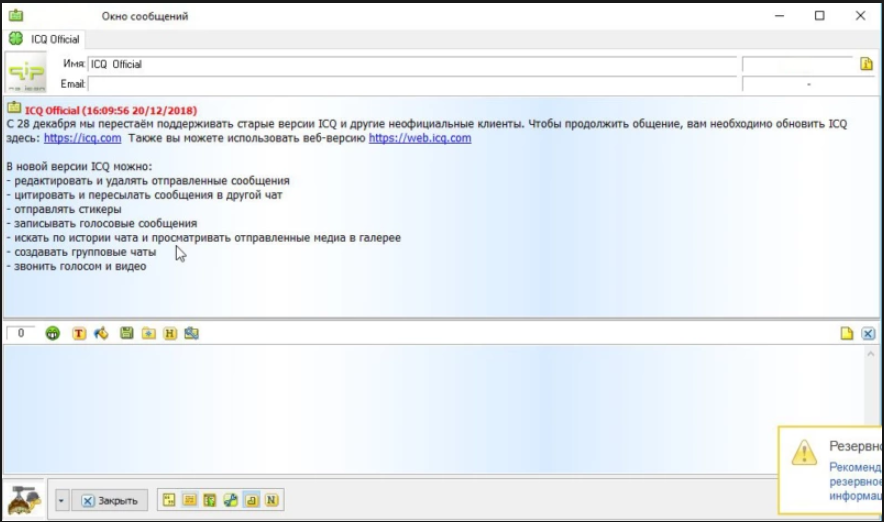 Окно сообщений
ICQ Official
Имя: ICQ Official
qip
Email:
-
ICQ Official (16:09:56 20/12/2018)
С 28 декабря мы перестаём поддерживать старые версии ICQ и другие неофициальные клиенты. Чтобы продолжить общение, вам необходимо обновить ICQ
здесь: https://icq.com Также вы можете использовать веб-версию https://web.icq.com
В новой версии ICQ можно:
- редактировать и удалять отправленные сообщения
- цитировать и пересылать сообщения в другой чат
- отправлять стикеры
- записывать голосовые сообщения
- искать по истории чата и просматривать отправленные медиа в галерее
- создавать групповые чаты
- звонить голосом и видео
0
T
H
Резервно
Рекоменд
резервное
информац
Закрыть
a
N